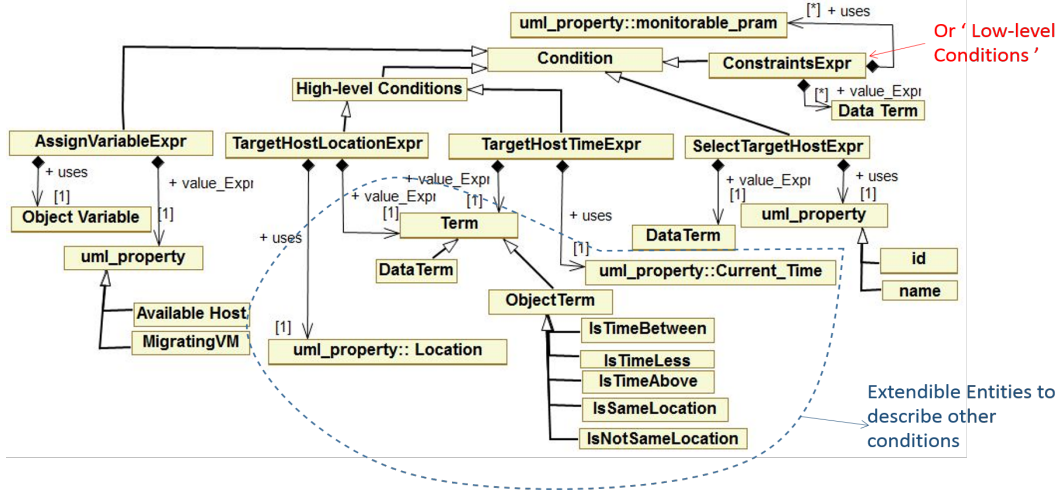 [*] + uses
uml_property::monitorable_pram
Or ‘ Low-level
Conditions ’
Condition
ConstraintsExpr
High-level Conditions
[*] + value_Expr
Data Term
AssignVariableExpr
TargetHostLocationExpr
TargetHostTimeExpr
SelectTargetHostExpr
+ uses
[1]
+ value_Expr
[1]
+ value_Expr
[1]
+ value_Expr
[1]
+ value_Expr
[1]
+ uses
[1]
Object Variable
Term
uml_property
+ uses
+ uses
[1]
DataTerm
uml_property
DataTerm
uml_property::Current_Time
id
name
ObjectTerm
Available Host
MigratingVM
[1]
uml_property:: Location
IsTimeBetween
IsTimeLess
IsTimeAbove
IsSameLocation
IsNotSameLocation
Extendible Entities to
describe other
conditions